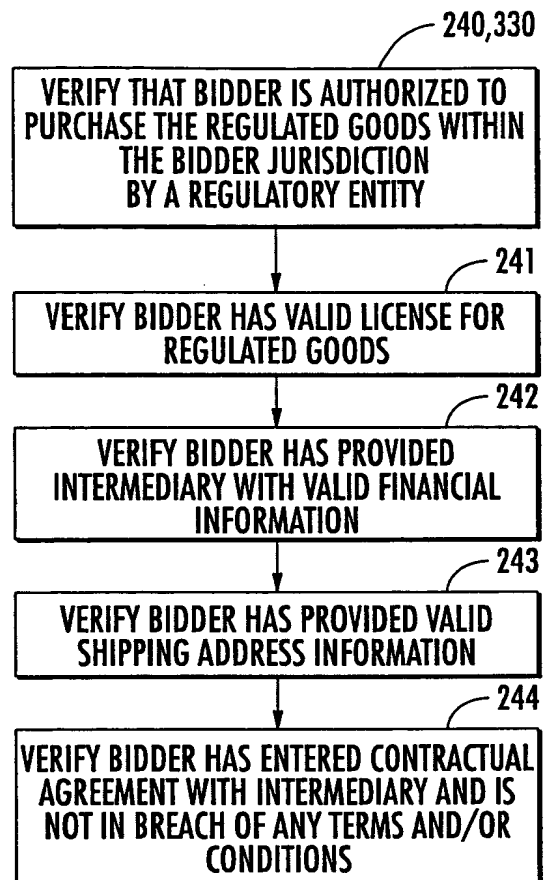 240,330
VERIFY THAT BIDDER IS AUTHORIZED TO
PURCHASE THE REGULATED GOODS WITHIN
THE BIDDER JURISDICTION
BY A REGULATORY ENTITY
241
VERIFY BIDDER HAS VALID LICENSE FOR
REGULATED GOODS
242
VERIFY BIDDER HAS PROVIDED
INTERMEDIARY WITH VALID FINANCIAL
INFORMATION
243
VERIFY BIDDER HAS PROVIDED VALID
SHIPPING ADDRESS INFORMATION
244
VERIFY BIDDER HAS ENTERED CONTRACTUAL
AGREEMENT WITH INTERMEDIARY AND IS
NOT IN BREACH OF ANY TERMS AND/OR
CONDITIONS